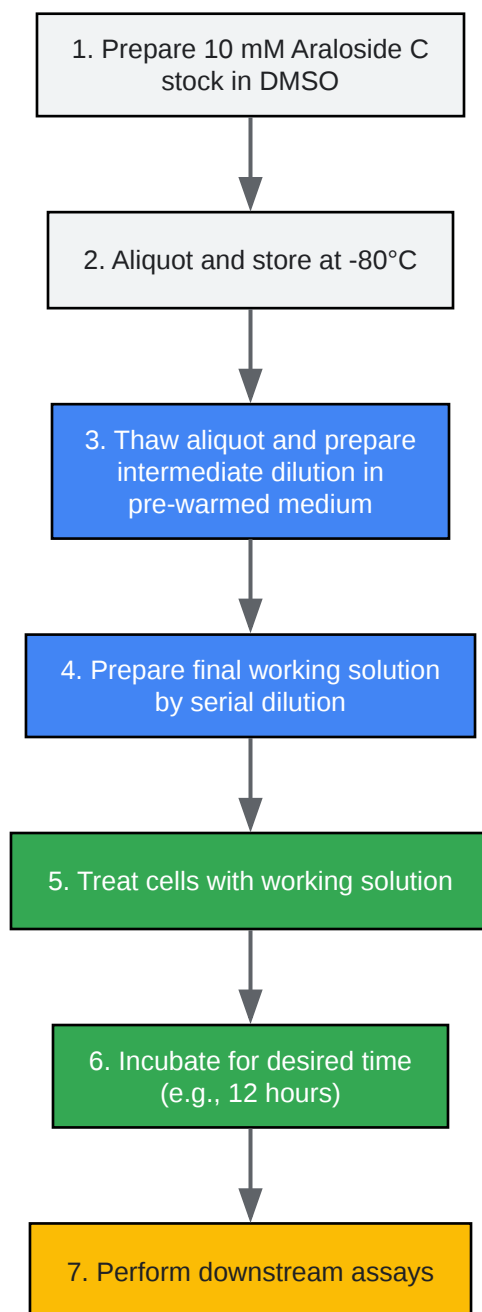 1. Prepare 10 mM Araloside C
stock in DMSO
2. Aliquot and store at -80°C
3. Thaw aliquot and prepare
intermediate dilution in
pre-warmed medium
4. Prepare final working solution
by serial dilution
5. Treat cells with working solution
6. Incubate for desired time
(e.g., 12 hours)
7. Perform downstream assays